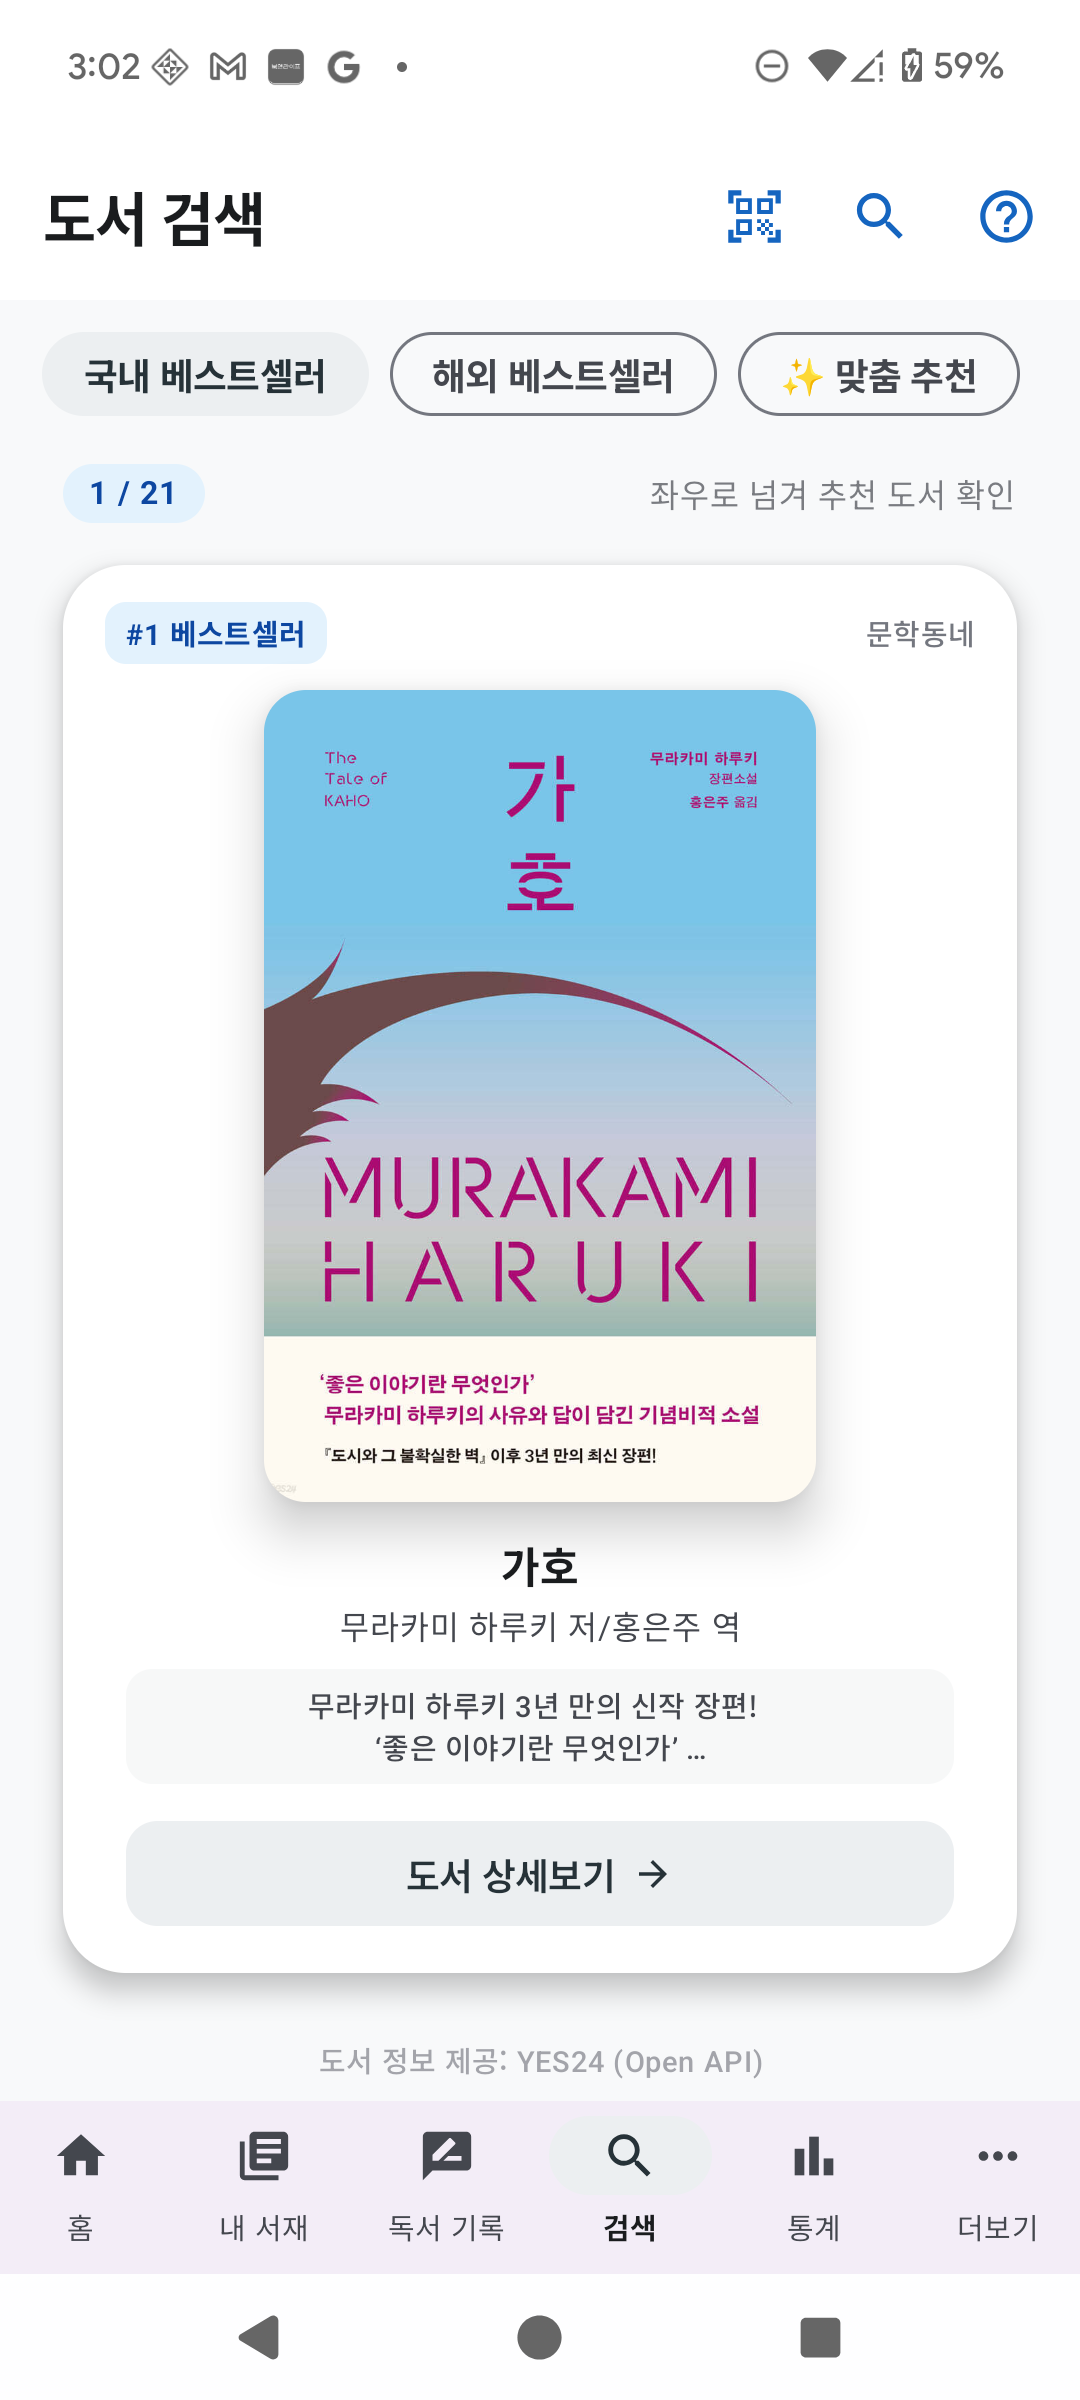 3:02
59%
도서 검색
국내 베스트셀러
해외 베스트셀러
✨ 맞춤 추천
1 / 21
좌우로 넘겨 추천 도서 확인
#1 베스트셀러
문학동네
The
Tale of
KAHO
가
호
무라카미 하루키
장편소설
홍은주 옮김
MURAKAMI
HARUKI
‘좋은 이야기란 무엇인가’
무라카미 하루키의 사유와 답이 담긴 기념비적 소설
『도시와 그 불확실한 벽』 이후 3년 만의 최신 장편!
가호
무라카미 하루키 저/홍은주 역
무라카미 하루키 3년 만의 신작 장편!
‘좋은 이야기란 무엇인가’ ...
도서 상세보기 →
도서 정보 제공: YES24 (Open API)
홈
내 서재
독서 기록
검색
통계
더보기